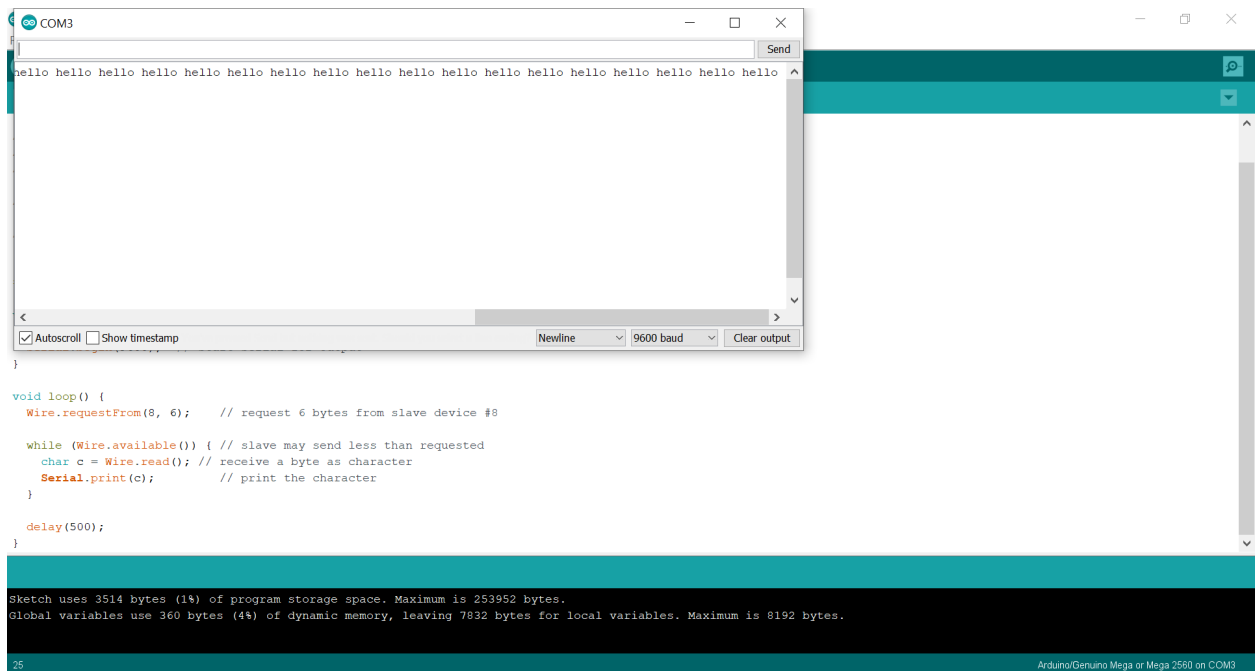 COM3
Send
hello hello hello hello hello hello hello hello hello hello hello hello hello hello hello hello hello hello
Autoscroll Show timestamp Newline 9600 baud Clear output
}
void loop() {
Wire.requestFrom(8, 6); // request 6 bytes from slave device #8
while (Wire.available()) { // slave may send less than requested
char c = Wire.read(); // receive a byte as character
Serial.print(c); // print the character
}
delay(500);
}
Sketch uses 3514 bytes (1%) of program storage space. Maximum is 253952 bytes.
Global variables use 360 bytes (4%) of dynamic memory, leaving 7832 bytes for local variables. Maximum is 8192 bytes.
25 Arduino/Genuino Mega or Mega 2560 on COM3